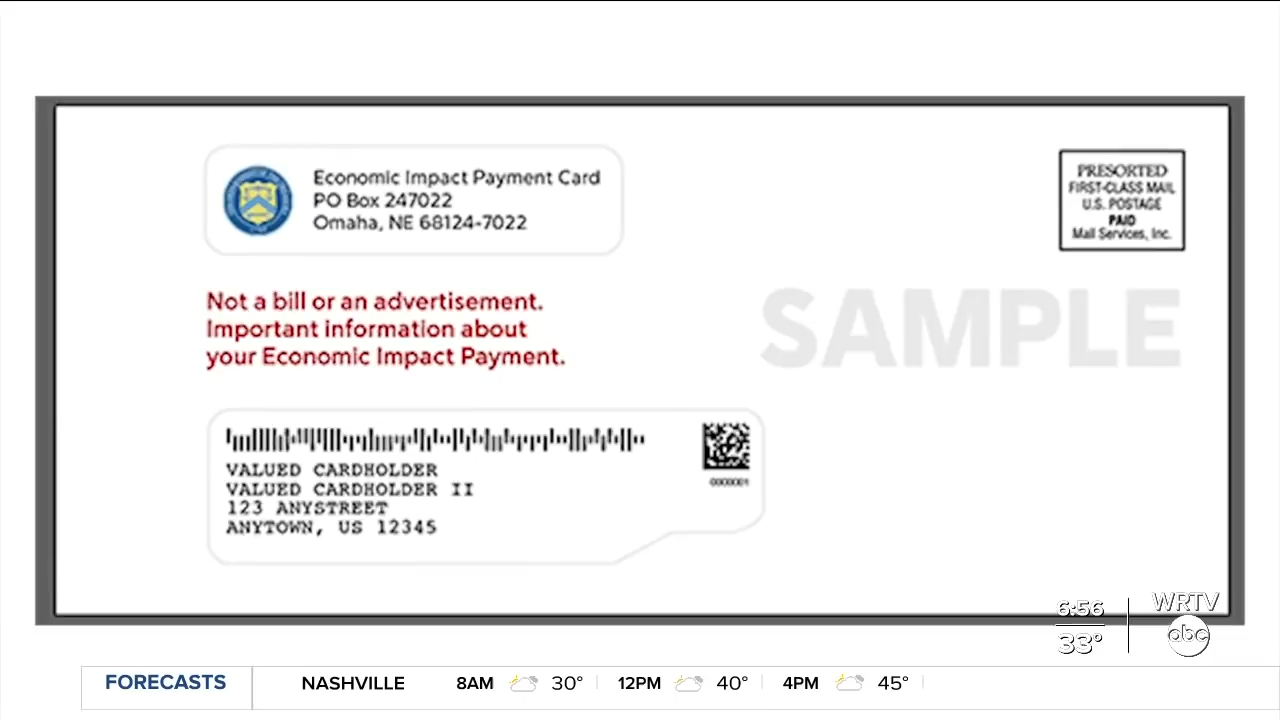 Economic Impact Payment Card
PO Box 247022
Omaha, NE 68124-7022
PRESORTED
FIRST-CLASS MAIL
U.S. POSTAGE
PAID
Mail Services, Inc.
Not a bill or an advertisement.
Important information about
your Economic Impact Payment.
SAMPLE
VALUED CARDHOLDER
VALUED CARDHOLDER II
123 ANYSTREET
ANYTOWN, US 12345
0000001
6:56
33°
WRTV
abc
FORECASTS NASHVILLE 8AM 30° 12PM 40° 4PM 45°